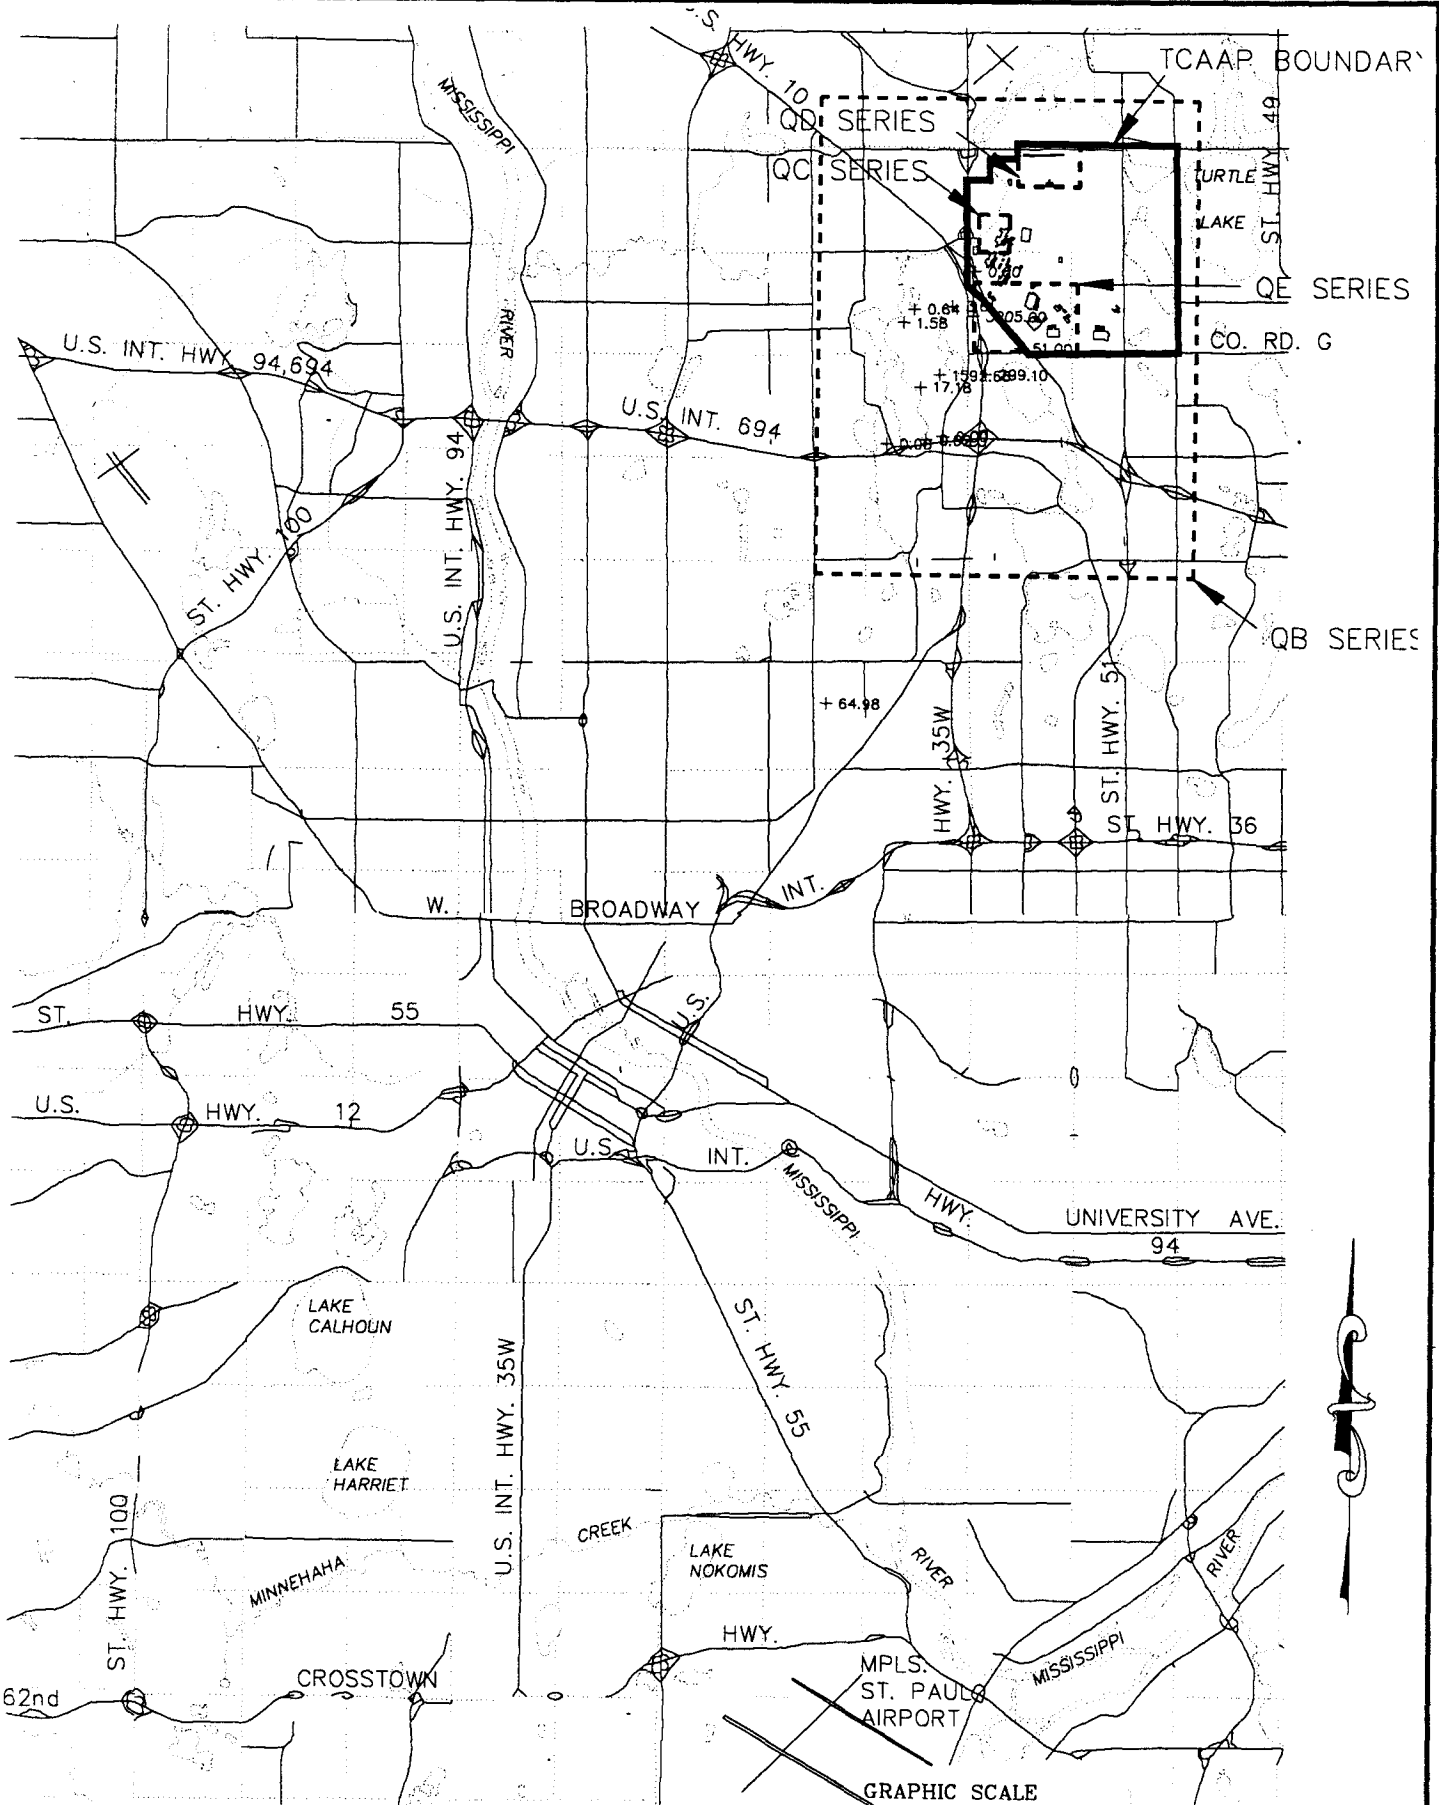 U.S. HWY. 10
TCAAP BOUNDAR
MISSISSIPPI
RIVER
QD SERIES
QC SERIES
ST. HWY 49
URTLE
LAKE
QE SERIES
CO. RD. G
0.64
1.58
51.00
17.18
299.10
U.S. INT. HWY 94,694
U.S. INT. 694
U.S. INT. HWY. 94
ST. HWY. 100
QB SERIES
64.98
HWY. 35W
ST. HWY. 51
ST. HWY. 36
W. BROADWAY
INT.
U.S.
ST. HWY. 55
U.S. HWY. 12
U.S. INT.
MISSISSIPPI
HWY.
UNIVERSITY AVE.
94
LAKE
CALHOUN
ST. HWY. 55
U.S. INT. HWY. 35W
LAKE
HARRIET
ST. HWY. 100
CREEK
MINNEHAHA
LAKE
NOKOMIS
RIVER
RIVER
HWY.
MISSISSIPPI
62nd
CROSSTOWN
MPLS.
ST. PAUL
AIRPORT
GRAPHIC SCALE